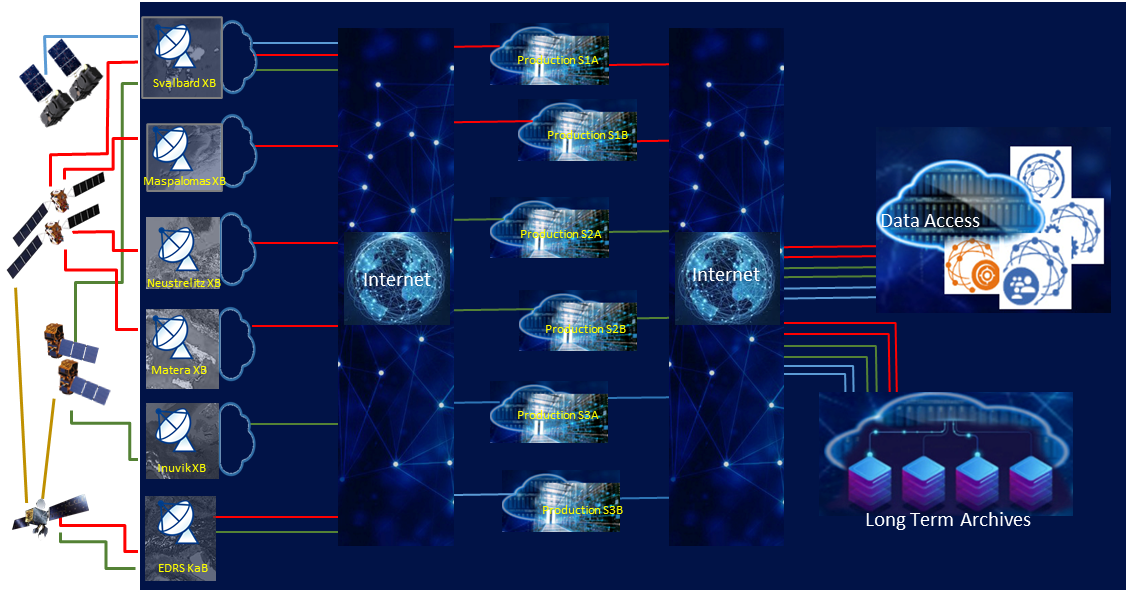 Svalbard XB
Maspalomas XB
Neustrelitz XB
Matera XB
Inuvik XB
EDRS KaB
Internet
Production S1A
Production S1B
Production S2A
Production S2B
Production S3A
Production S3B
Internet
Data Access
Long Term Archives